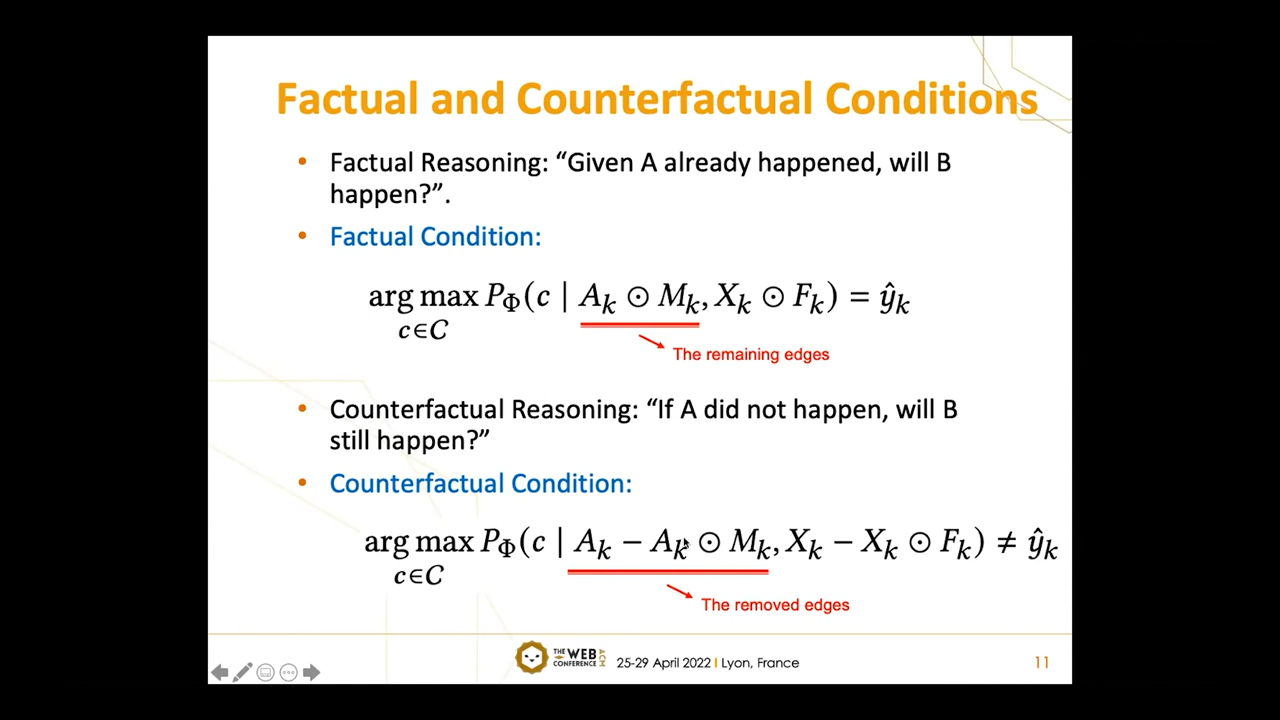 Factual and Counterfactual Conditions
• Factual Reasoning: “Given A already happened, will B
happen?”.
• Factual Condition:
arg max P_Φ(c | A_k ⊙ M_k, X_k ⊙ F_k) = ŷ_k
c∈C
The remaining edges
• Counterfactual Reasoning: “If A did not happen, will B
still happen?”
• Counterfactual Condition:
arg max P_Φ(c | A_k − A_k ⊙ M_k, X_k − X_k ⊙ F_k) ≠ ŷ_k
c∈C
The removed edges
THE WEB CONFERENCE ACM 25-29 April 2022 | Lyon, France 11